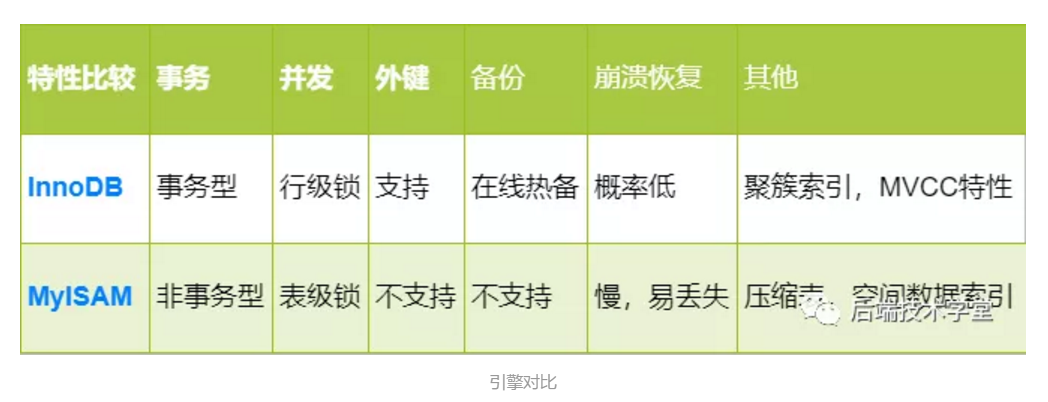 特性比较 事务 并发 外键 备份 崩溃恢复 其他
InnoDB 事务型 行级锁 支持 在线热备 概率低 聚簇索引，MVCC特性
MyISAM 非事务型 表级锁 不支持 不支持 慢，易丢失 压缩表，空间数据索引
后端技术学堂
引擎对比